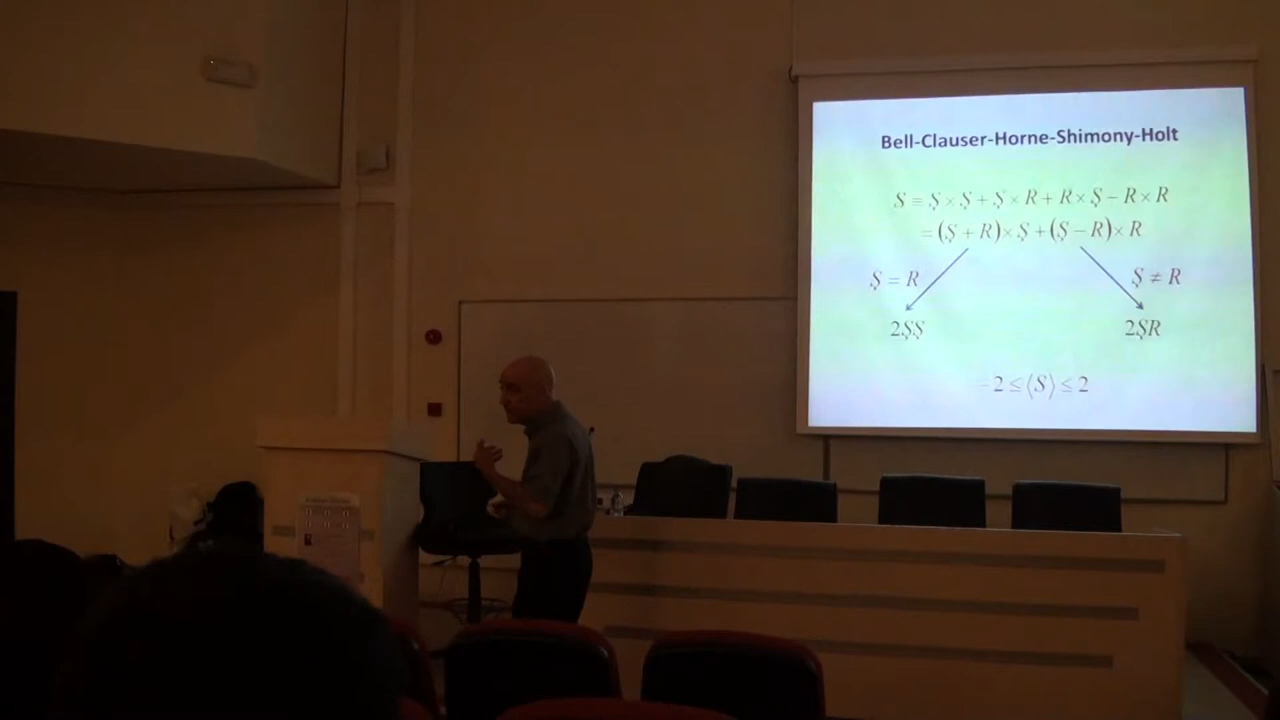 Bell-Clauser-Horne-Shimony-Holt
S = Ş × Ş + Ş × R + R × Ş − R × R
= (Ş + R) × Ş + (Ş − R) × R
Ş = R
Ş ≠ R
2ŞŞ
2ŞR
−2 ≤ ⟨S⟩ ≤ 2